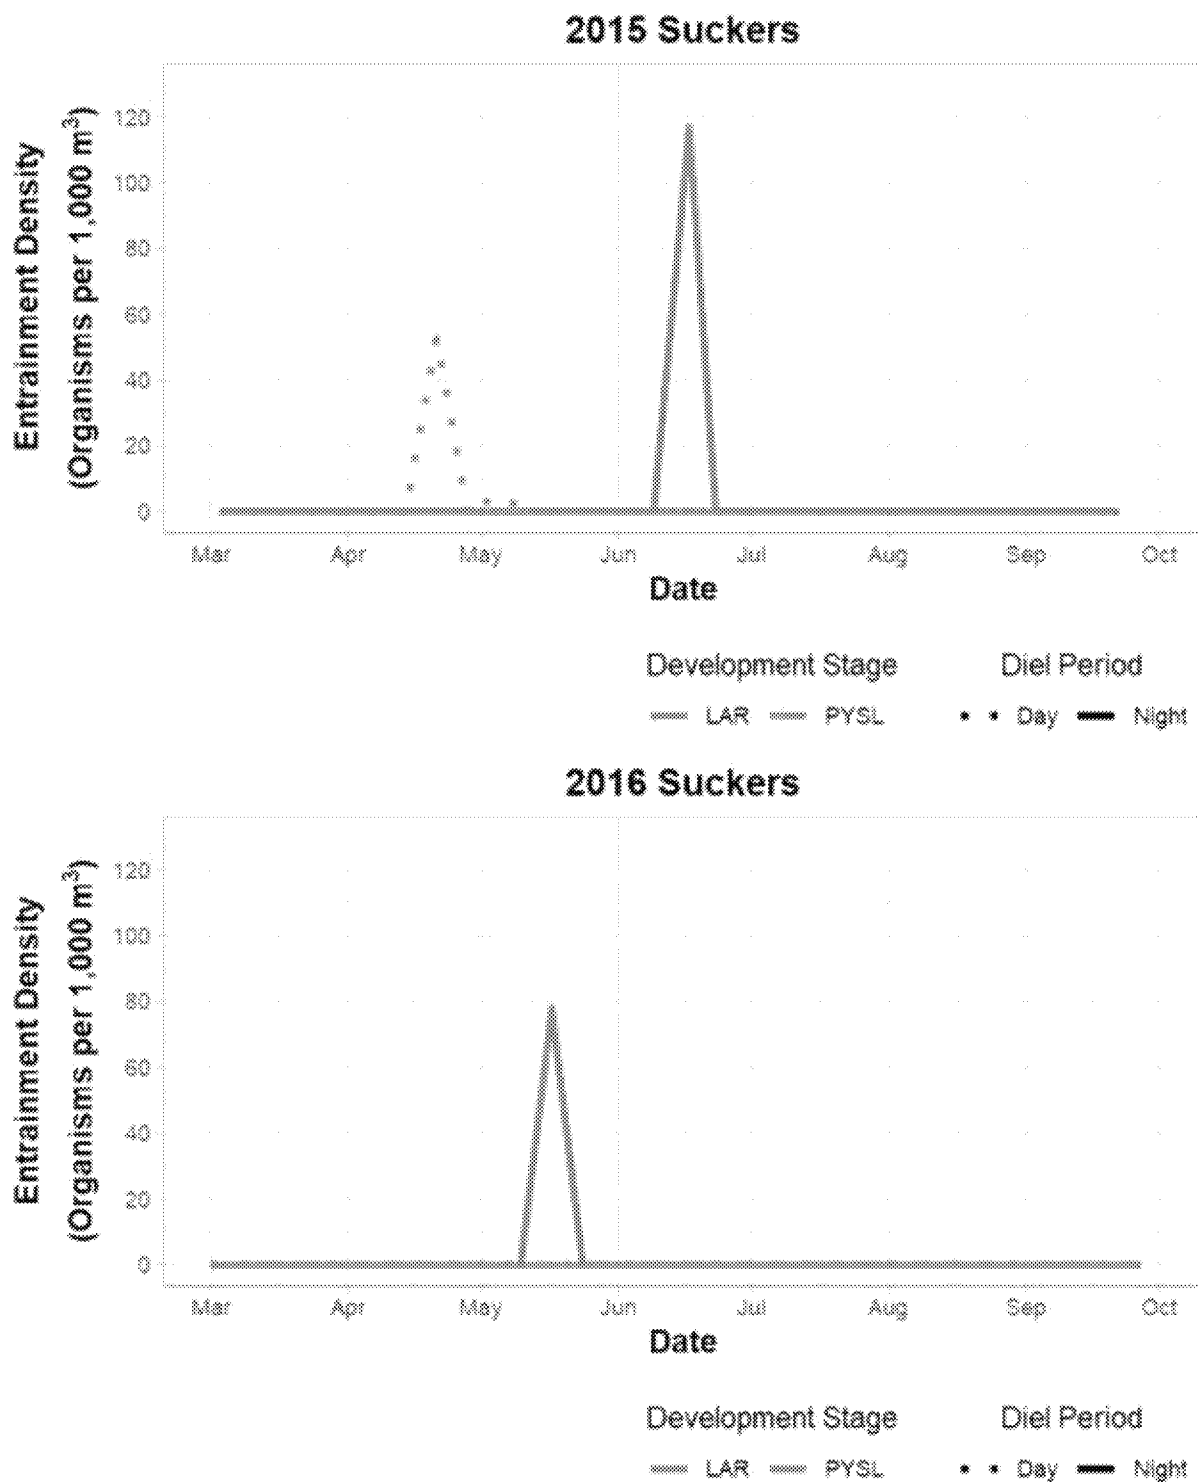 2015 Suckers
Entrainment Density
(Organisms per 1,000 m³)
120
100
80
60
40
20
0
Mar Apr May Jun Jul Aug Sep Oct
Date
Development Stage Diel Period
LAR PYSL Day Night
2016 Suckers
Entrainment Density
(Organisms per 1,000 m³)
120
100
80
60
40
20
0
Mar Apr May Jun Jul Aug Sep Oct
Date
Development Stage Diel Period
LAR PYSL Day Night